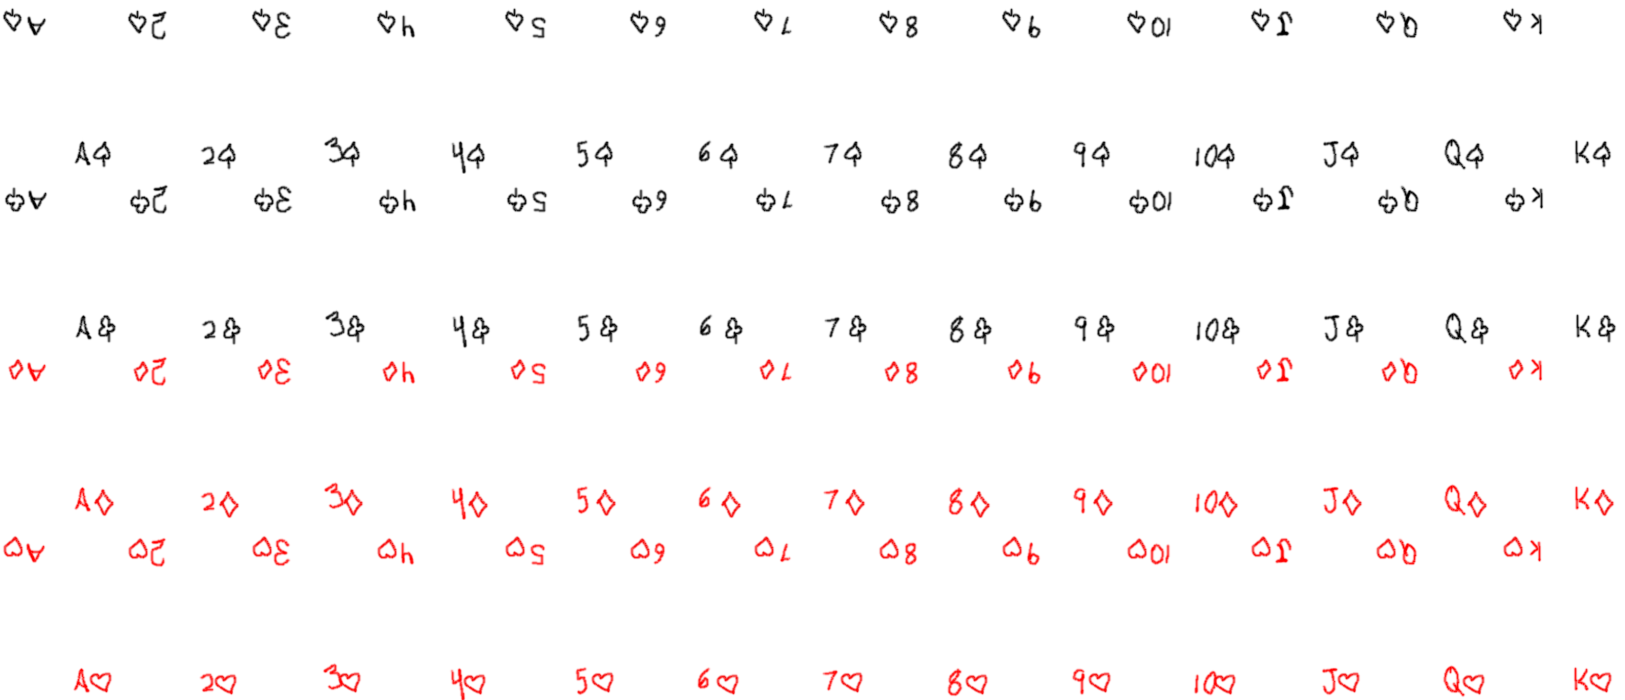 A♠ 2♠ 3♠ 4♠ 5♠ 6♠ 7♠ 8♠ 9♠ 10♠ J♠ Q♠ K♠
A♠ 2♠ 3♠ 4♠ 5♠ 6♠ 7♠ 8♠ 9♠ 10♠ J♠ Q♠ K♠
A♣ 2♣ 3♣ 4♣ 5♣ 6♣ 7♣ 8♣ 9♣ 10♣ J♣ Q♣ K♣
A♣ 2♣ 3♣ 4♣ 5♣ 6♣ 7♣ 8♣ 9♣ 10♣ J♣ Q♣ K♣
A♢ 2♢ 3♢ 4♢ 5♢ 6♢ 7♢ 8♢ 9♢ 10♢ J♢ Q♢ K♢
A♢ 2♢ 3♢ 4♢ 5♢ 6♢ 7♢ 8♢ 9♢ 10♢ J♢ Q♢ K♢
A♡ 2♡ 3♡ 4♡ 5♡ 6♡ 7♡ 8♡ 9♡ 10♡ J♡ Q♡ K♡
A♡ 2♡ 3♡ 4♡ 5♡ 6♡ 7♡ 8♡ 9♡ 10♡ J♡ Q♡ K♡